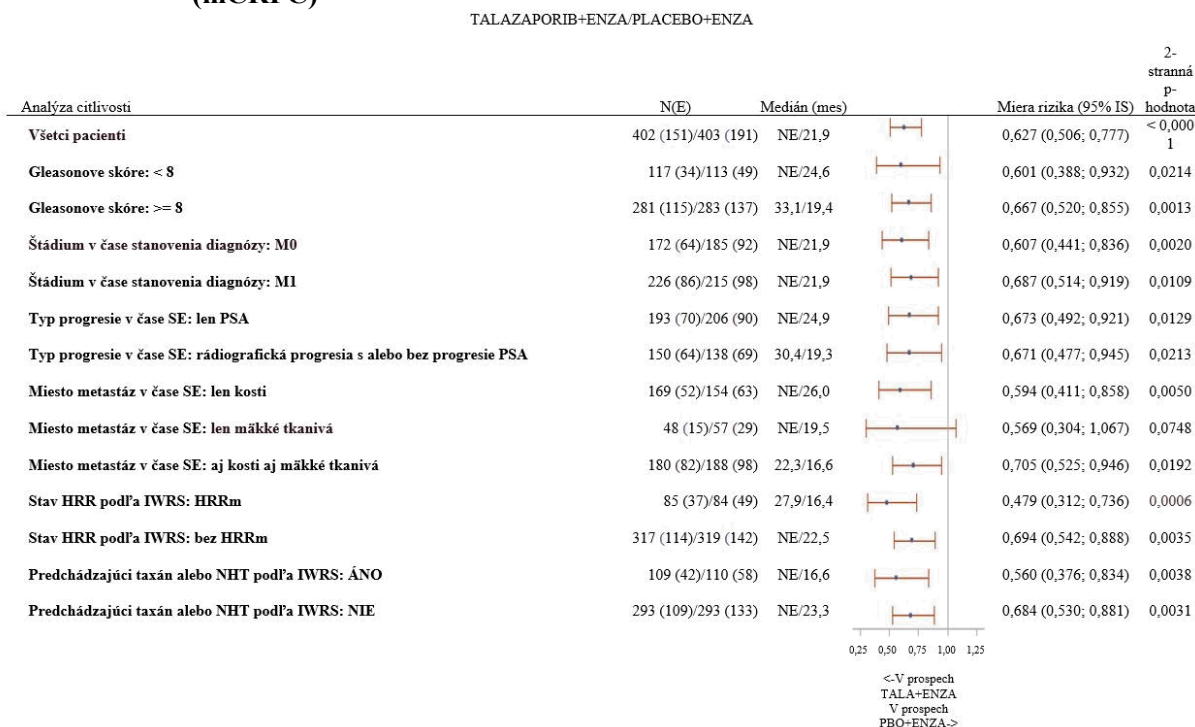 (mCRPC)
TALAZAPORIB+ENZA/PLACEBO+ENZA
2-
stranná
p-
Analýza citlivosti N(E) Medián (mes) Miera rizika (95% IS) hodnota
Všetci pacienti 402 (151)/403 (191) NE/21,9 0,627 (0,506; 0,777) < 0,000
1
Gleasonove skóre: < 8 117 (34)/113 (49) NE/24,6 0,601 (0,388; 0,932) 0,0214
Gleasonove skóre: >= 8 281 (115)/283 (137) 33,1/19,4 0,667 (0,520; 0,855) 0,0013
Štádium v čase stanovenia diagnózy: M0 172 (64)/185 (92) NE/21,9 0,607 (0,441; 0,836) 0,0020
Štádium v čase stanovenia diagnózy: M1 226 (86)/215 (98) NE/21,9 0,687 (0,514; 0,919) 0,0109
Typ progresie v čase SE: len PSA 193 (70)/206 (90) NE/24,9 0,673 (0,492; 0,921) 0,0129
Typ progresie v čase SE: rádiografická progresia s alebo bez progresie PSA 150 (64)/138 (69) 30,4/19,3 0,671 (0,477; 0,945) 0,0213
Miesto metastáz v čase SE: len kosti 169 (52)/154 (63) NE/26,0 0,594 (0,411; 0,858) 0,0050
Miesto metastáz v čase SE: len mäkké tkanivá 48 (15)/57 (29) NE/19,5 0,569 (0,304; 1,067) 0,0748
Miesto metastáz v čase SE: aj kosti aj mäkké tkanivá 180 (82)/188 (98) 22,3/16,6 0,705 (0,525; 0,946) 0,0192
Stav HRR podľa IWRS: HRRm 85 (37)/84 (49) 27,9/16,4 0,479 (0,312; 0,736) 0,0006
Stav HRR podľa IWRS: bez HRRm 317 (114)/319 (142) NE/22,5 0,694 (0,542; 0,888) 0,0035
Predchádzajúci taxán alebo NHT podľa IWRS: ÁNO 109 (42)/110 (58) NE/16,6 0,560 (0,376; 0,834) 0,0038
Predchádzajúci taxán alebo NHT podľa IWRS: NIE 293 (109)/293 (133) NE/23,3 0,684 (0,530; 0,881) 0,0031
0,25 0,50 0,75 1,00 1,25
<-V prospech
TALA+ENZA
V prospech
PBO+ENZA->